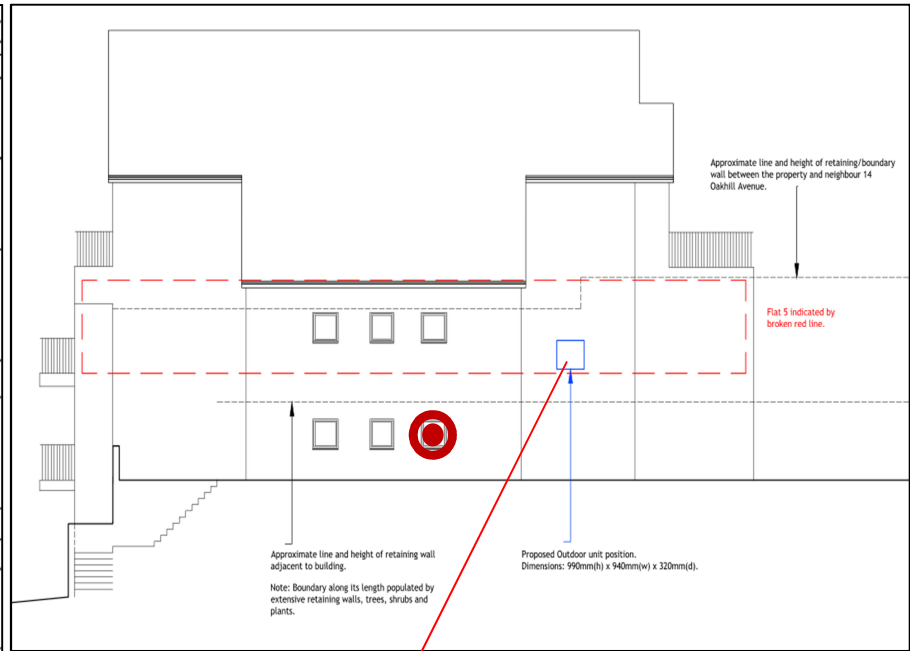 Approximate line and height of retaining/boundary
wall between the property and neighbour 14
Oakhill Avenue.
Flat 5 indicated by
broken red line.
Approximate line and height of retaining wall
adjacent to building.
Note: Boundary along its length populated by
extensive retaining walls, trees, shrubs and
plants.
Proposed Outdoor unit position.
Dimensions: 990mm(h) x 940mm(w) x 320mm(d).